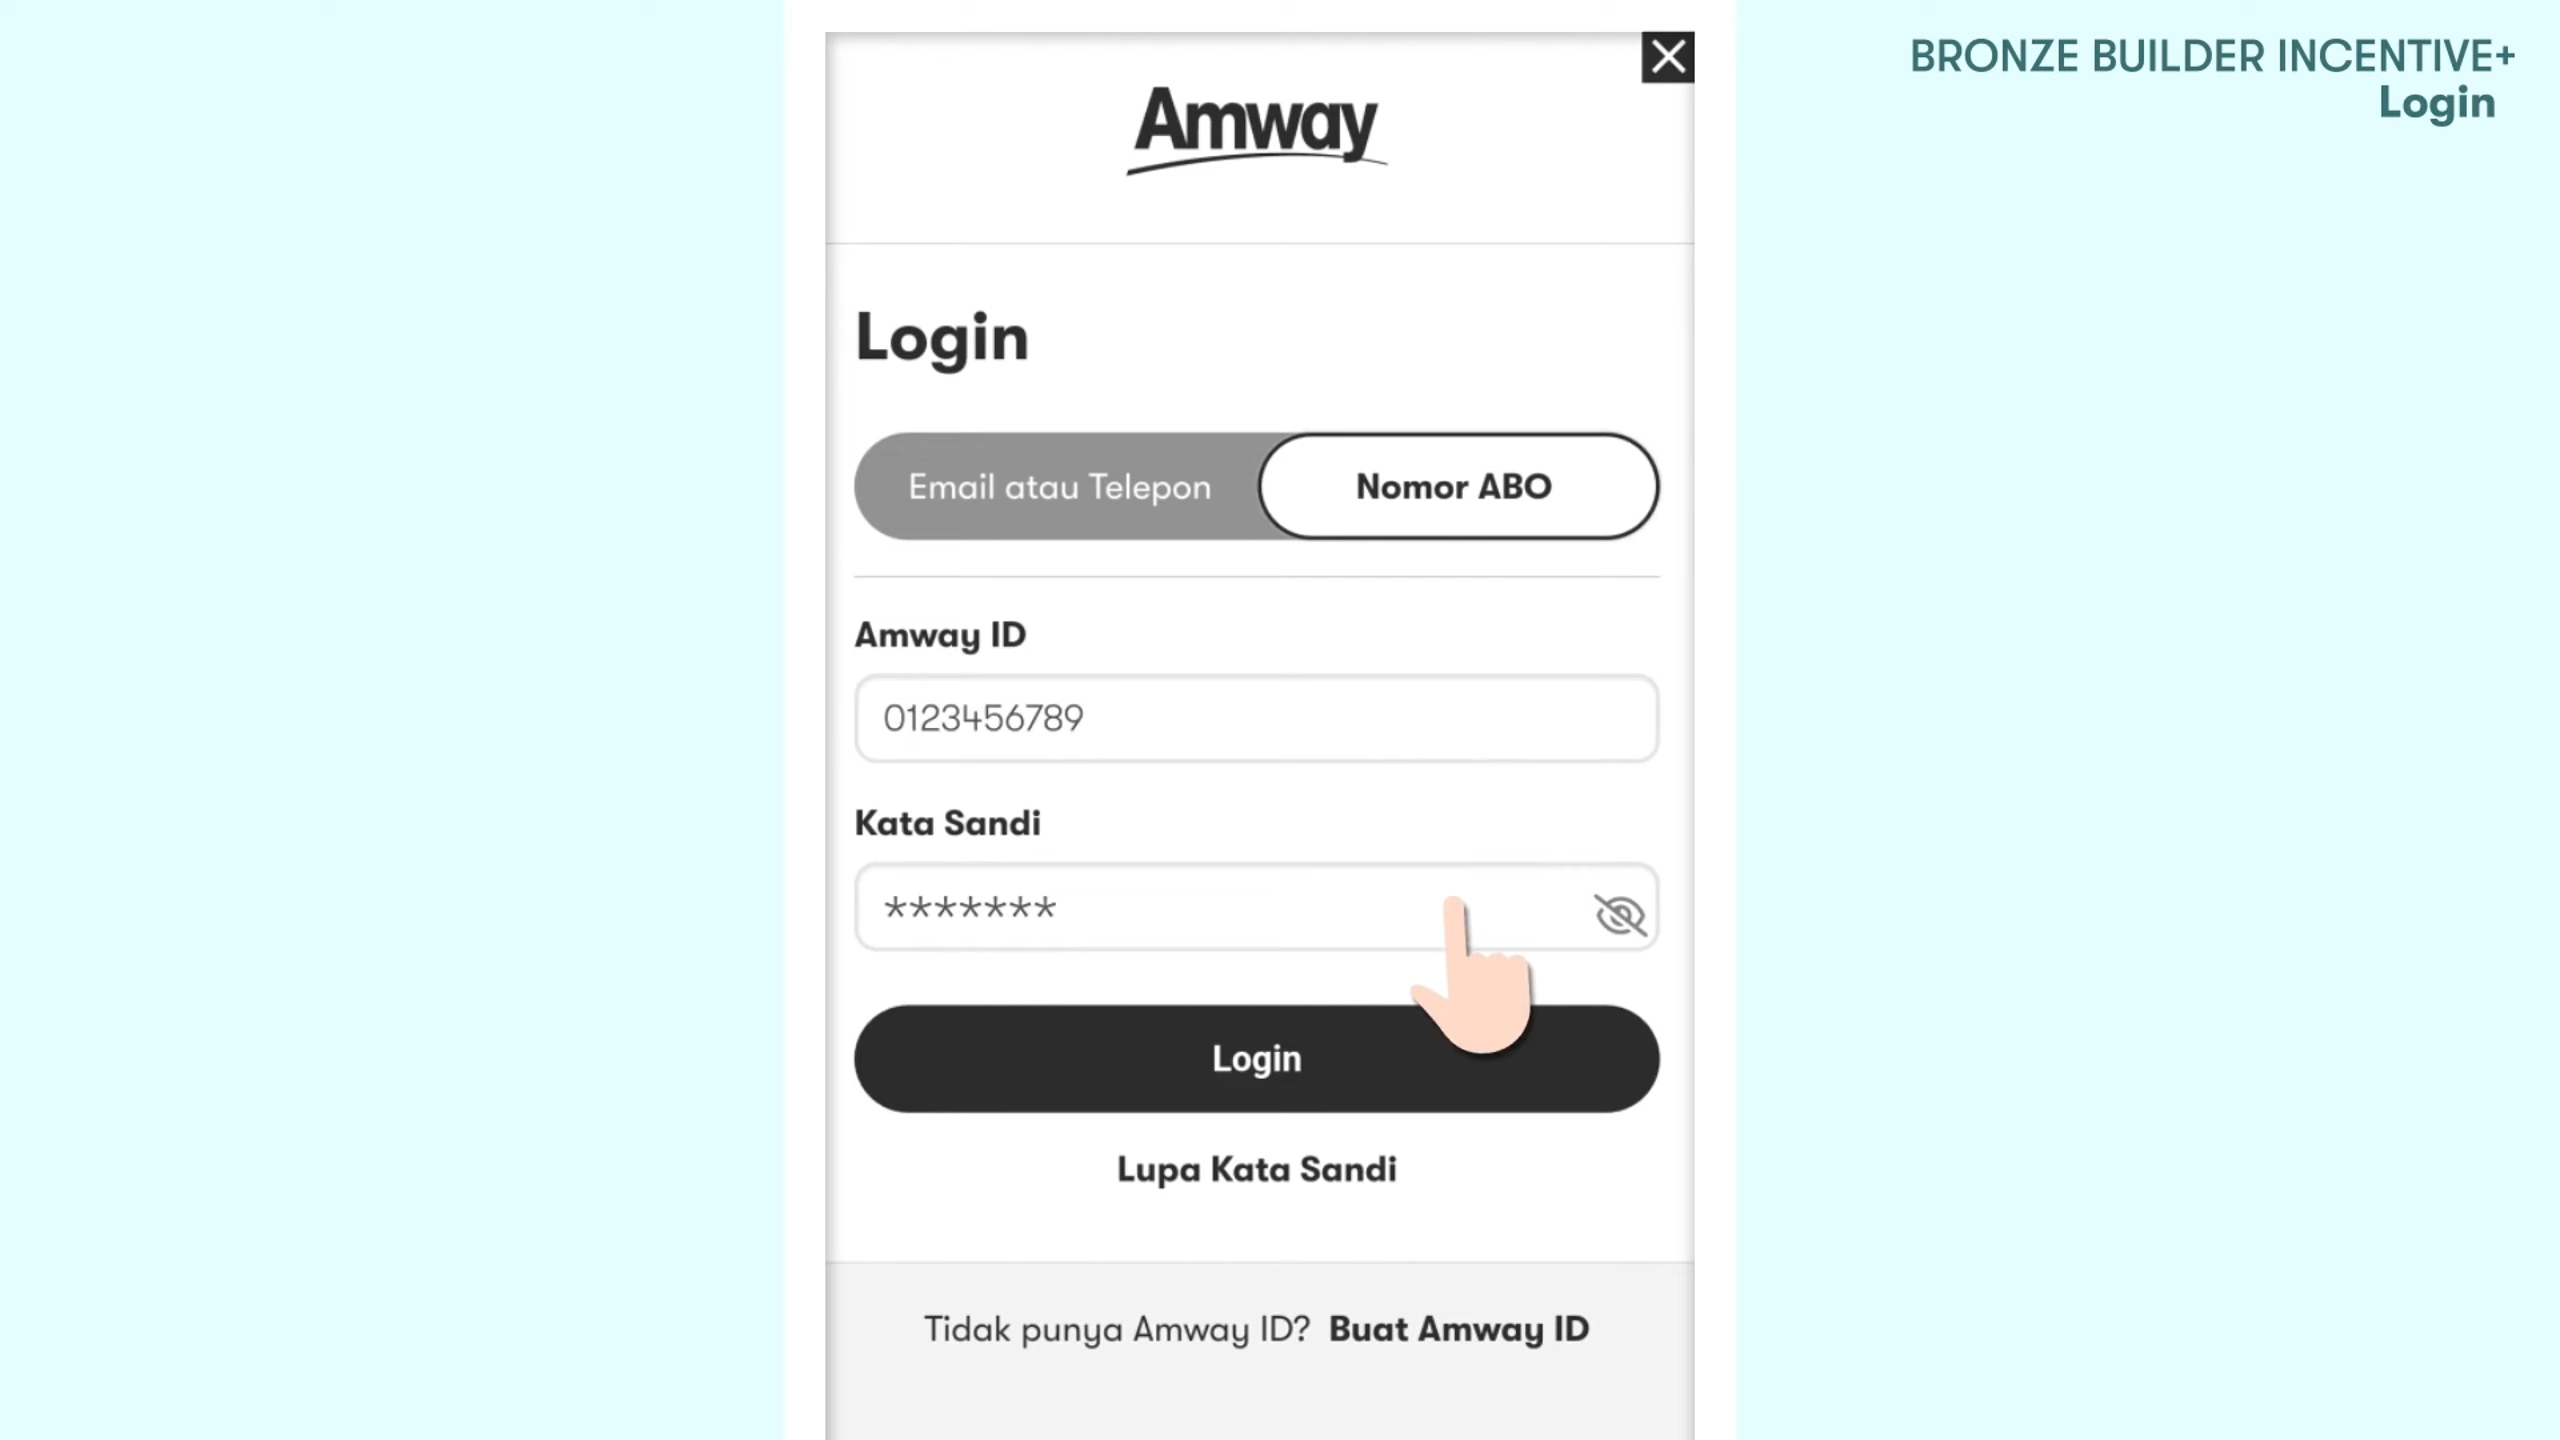 BRONZE BUILDER INCENTIVE+
Login
Amway
Login
Email atau Telepon
Nomor ABO
Amway ID
0123456789
Kata Sandi
*******
Login
Lupa Kata Sandi
Tidak punya Amway ID? Buat Amway ID